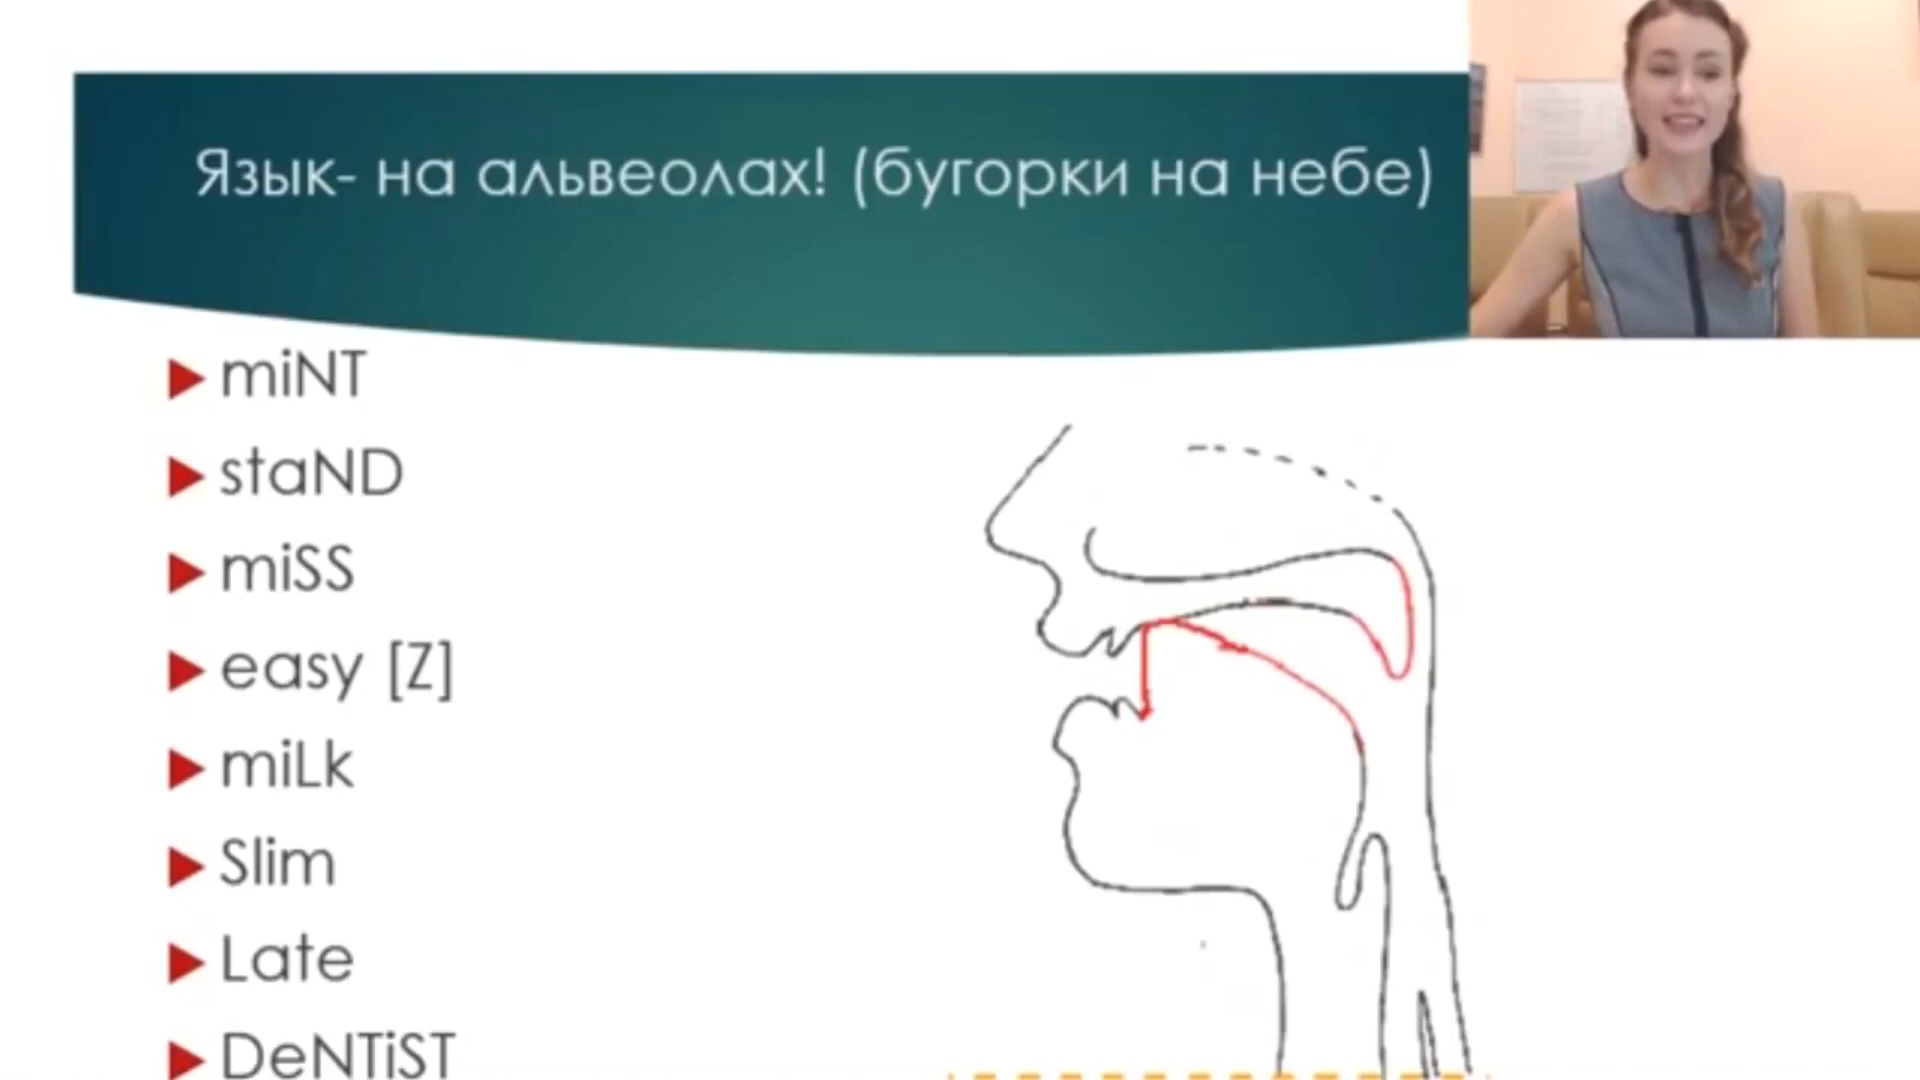 Язык- на альвеолах! (бугорки на небе)
miNT
staND
miSS
easy [Z]
miLk
Slim
Late
DeNTiST